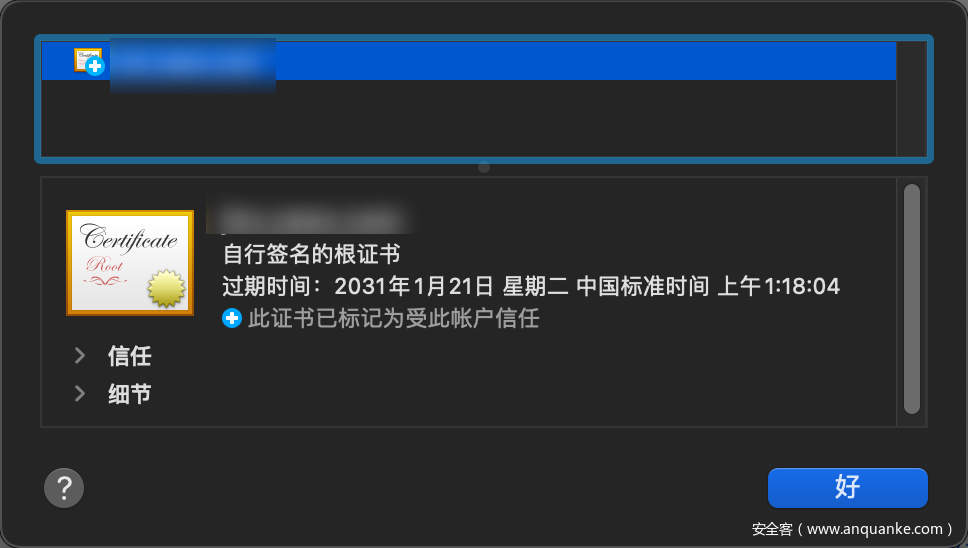 Certificate
Root
自行签名的根证书
过期时间：2031年1月21日 星期二 中国标准时间 上午1:18:04
此证书已标记为受此帐户信任
信任
细节
?
好
安全客 ( www.anquanke.com )